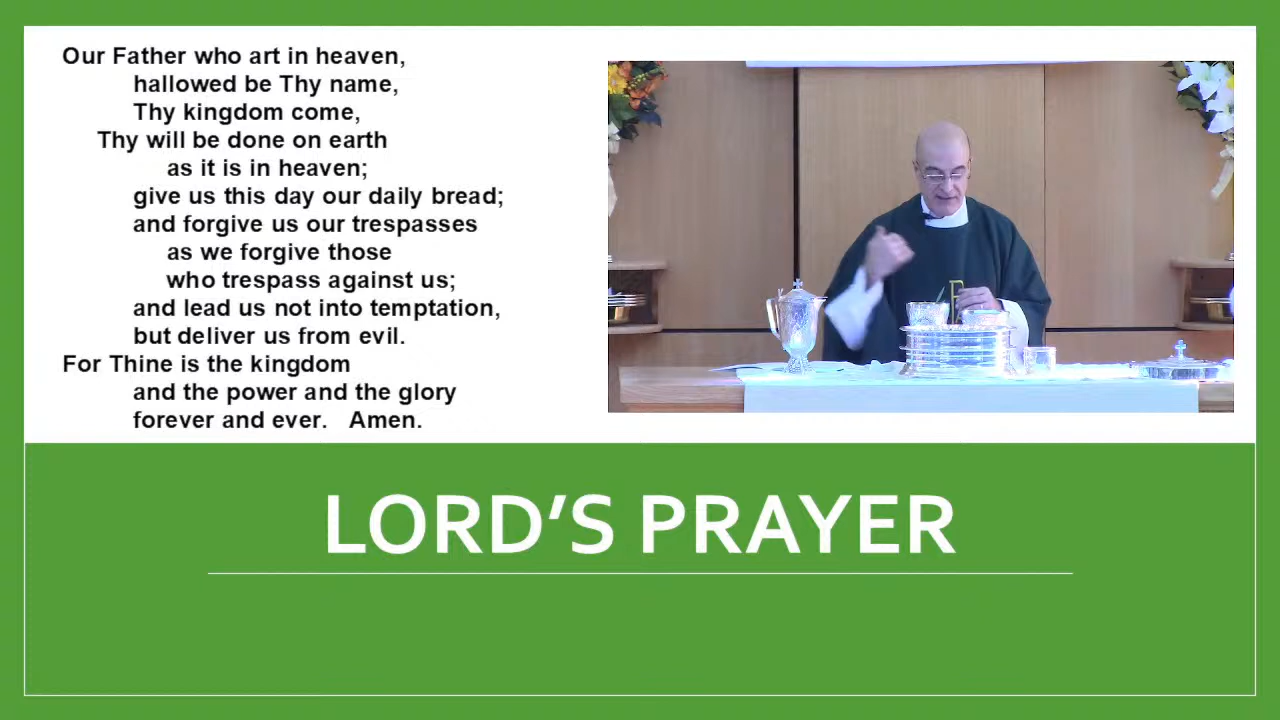 Our Father who art in heaven,
hallowed be Thy name,
Thy kingdom come,
Thy will be done on earth
as it is in heaven;
give us this day our daily bread;
and forgive us our trespasses
as we forgive those
who trespass against us;
and lead us not into temptation,
but deliver us from evil.
For Thine is the kingdom
and the power and the glory
forever and ever. Amen.
LORD’S PRAYER